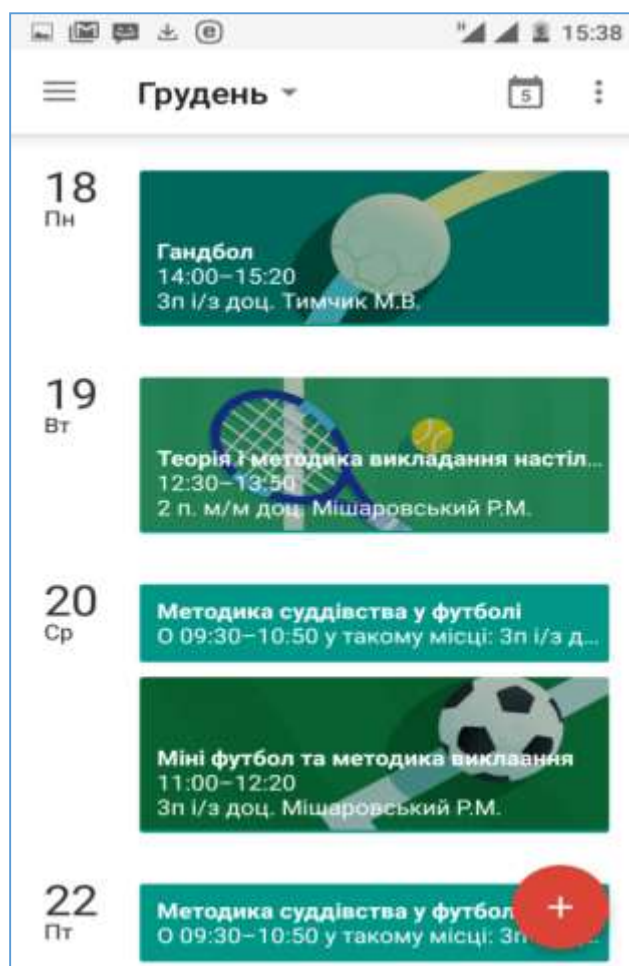 15:38
Грудень
5
18
Пн
Гандбол
14:00–15:20
3п і/з доц. Тимчик М.В.
19
Вт
Теорія і методика викладання настіл...
12:30–13:50
2 п. м/м доц. Мішаровський Р.М.
20
Ср
Методика суддівства у футболі
О 09:30–10:50 у такому місці: 3п і/з д...
Міні футбол та методика виклаання
11:00–12:20
3п і/з доц. Мішаровський Р.М.
22
Пт
Методика суддівства у футбол
О 09:30–10:50 у такому місці: 3п